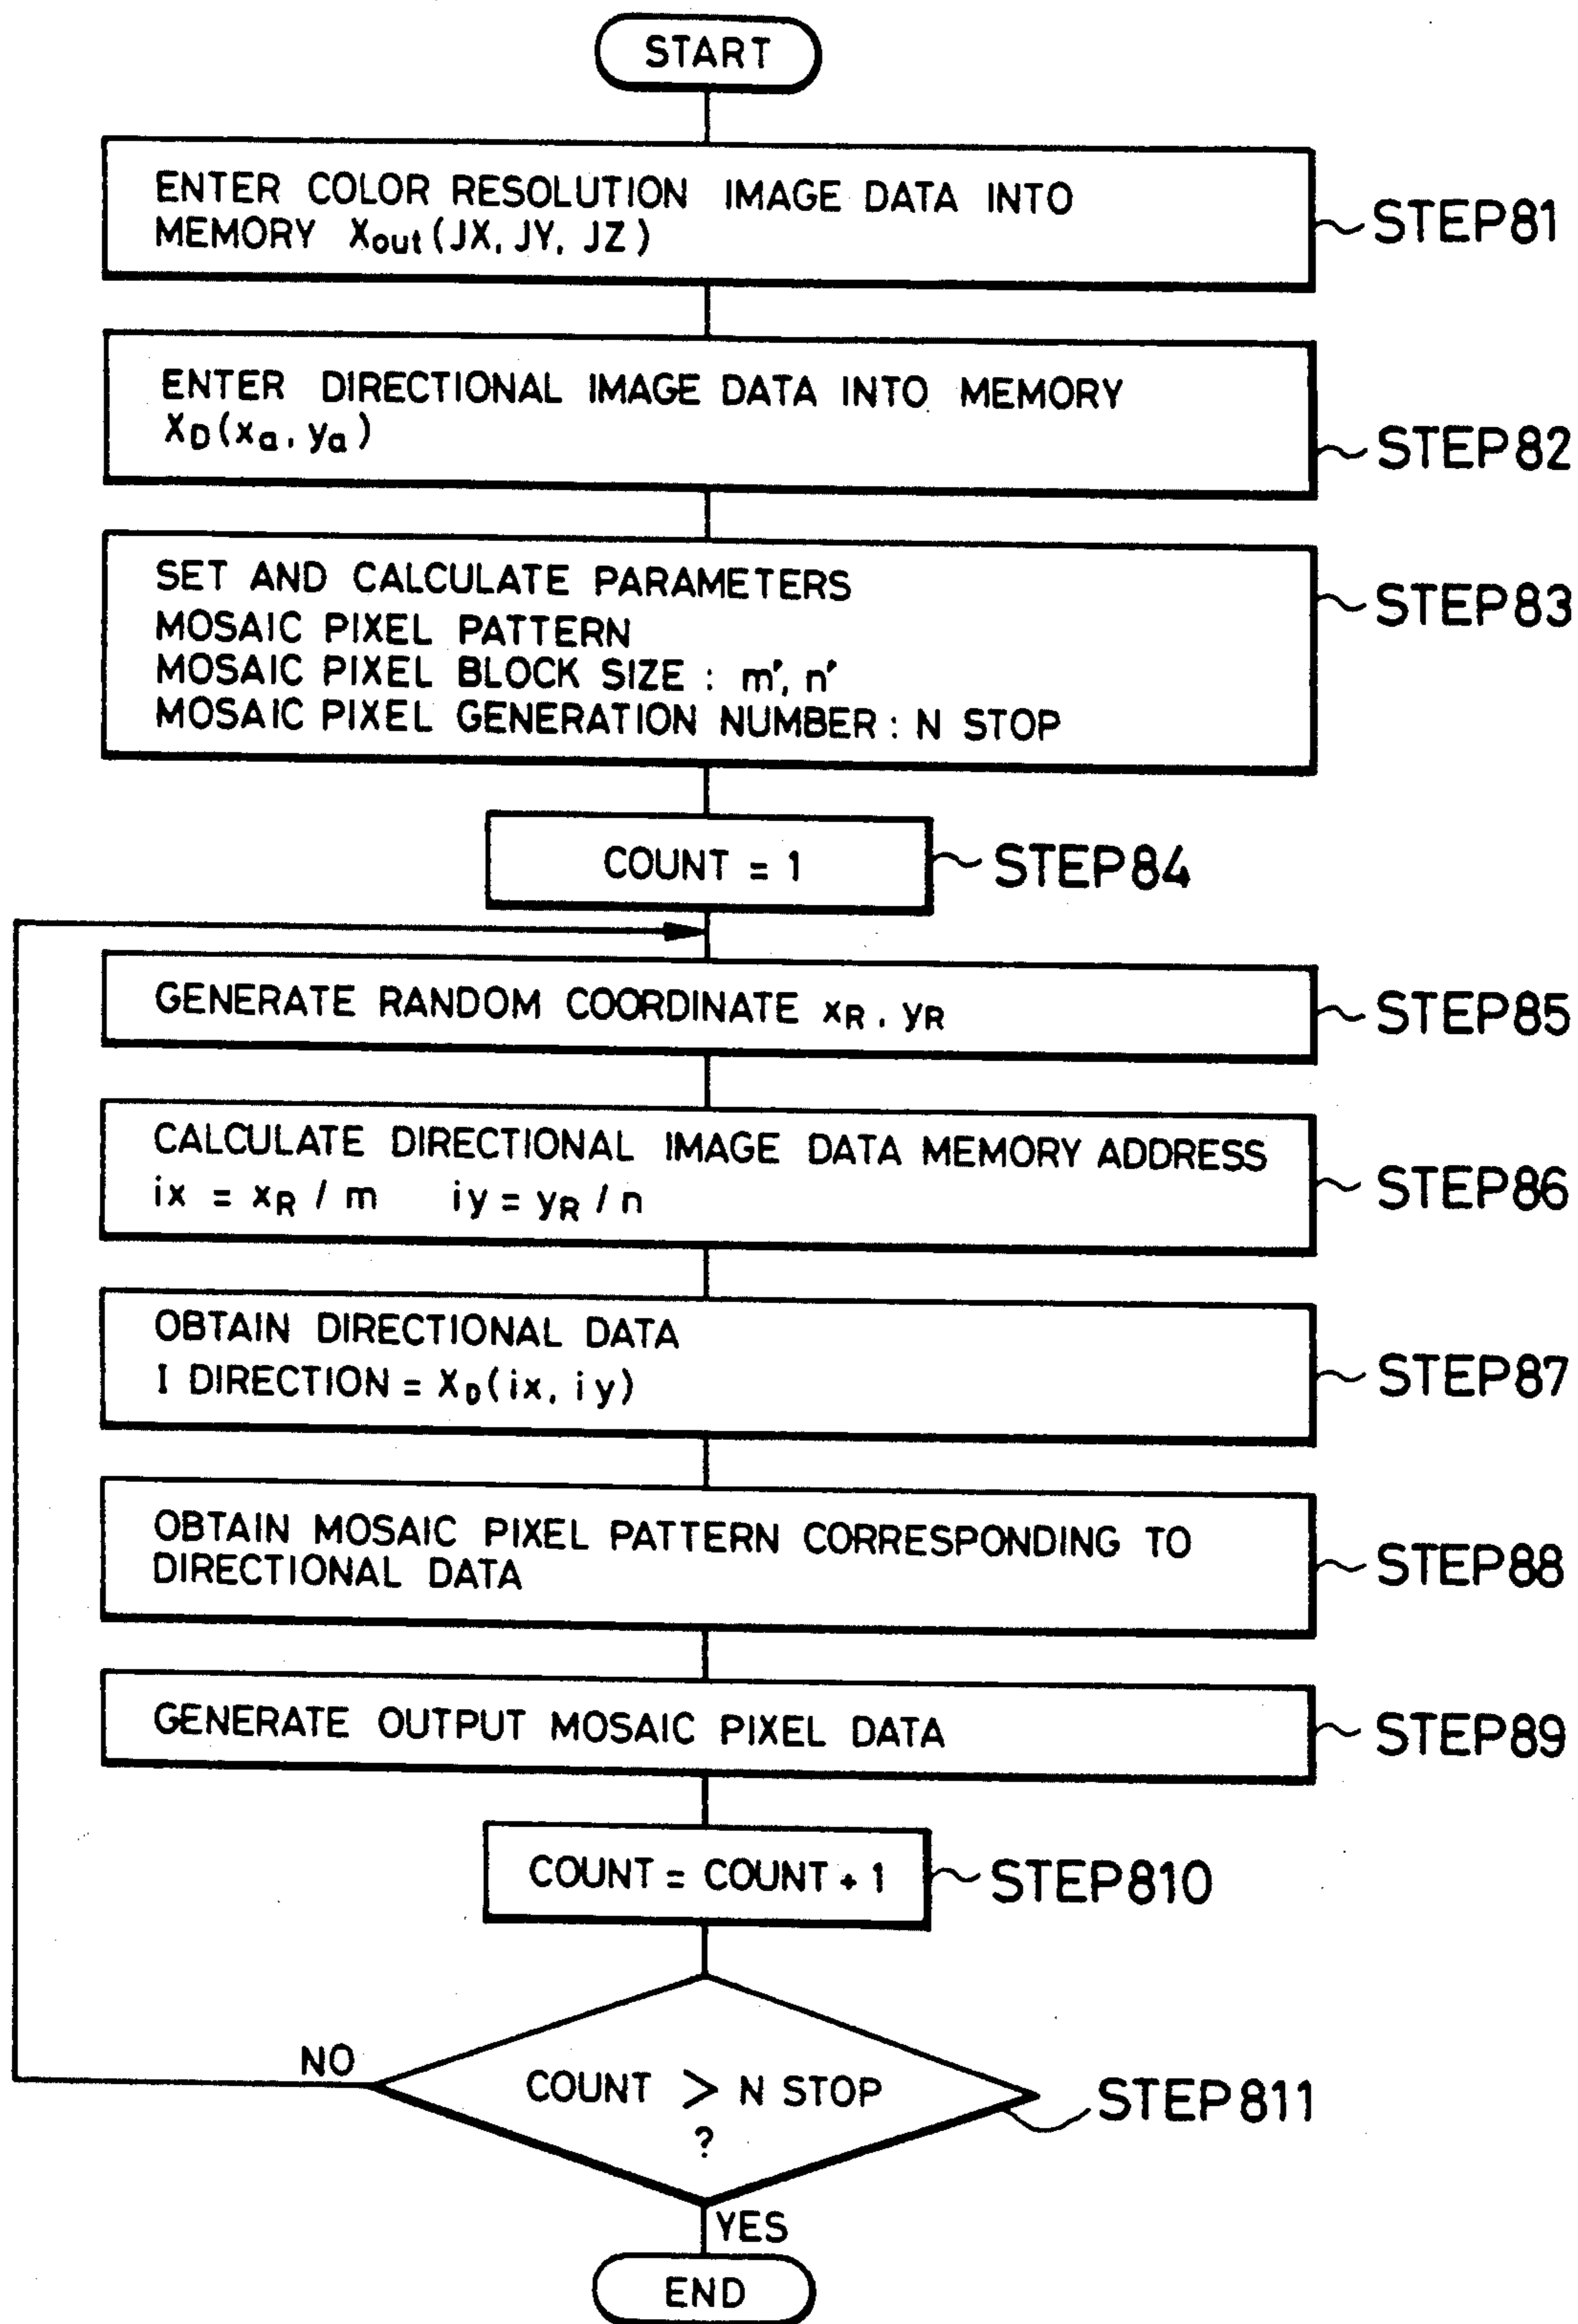 START
ENTER COLOR RESOLUTION IMAGE DATA INTO
MEMORY Xout (JX, JY, JZ)
STEP81
ENTER DIRECTIONAL IMAGE DATA INTO MEMORY
XD(xa, ya)
STEP82
SET AND CALCULATE PARAMETERS
MOSAIC PIXEL PATTERN
MOSAIC PIXEL BLOCK SIZE : m', n'
MOSAIC PIXEL GENERATION NUMBER : N STOP
STEP83
COUNT = 1
STEP84
GENERATE RANDOM COORDINATE xR, yR
STEP85
CALCULATE DIRECTIONAL IMAGE DATA MEMORY ADDRESS
ix = xR / m iy = yR / n
STEP86
OBTAIN DIRECTIONAL DATA
I DIRECTION = XD(ix, iy)
STEP87
OBTAIN MOSAIC PIXEL PATTERN CORRESPONDING TO
DIRECTIONAL DATA
STEP88
GENERATE OUTPUT MOSAIC PIXEL DATA
STEP89
COUNT = COUNT + 1
STEP810
NO
COUNT > N STOP
?
STEP811
YES
END